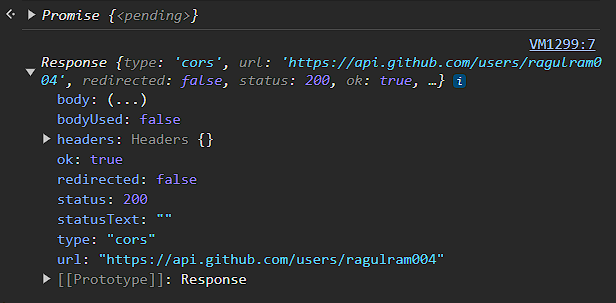 Promise {<pending>}
VM1299:7
Response {type: 'cors', url: 'https://api.github.com/users/ragulram0
04', redirected: false, status: 200, ok: true, …} i
body: (...)
bodyUsed: false
headers: Headers {}
ok: true
redirected: false
status: 200
statusText: ""
type: "cors"
url: "https://api.github.com/users/ragulram004"
[[Prototype]]: Response